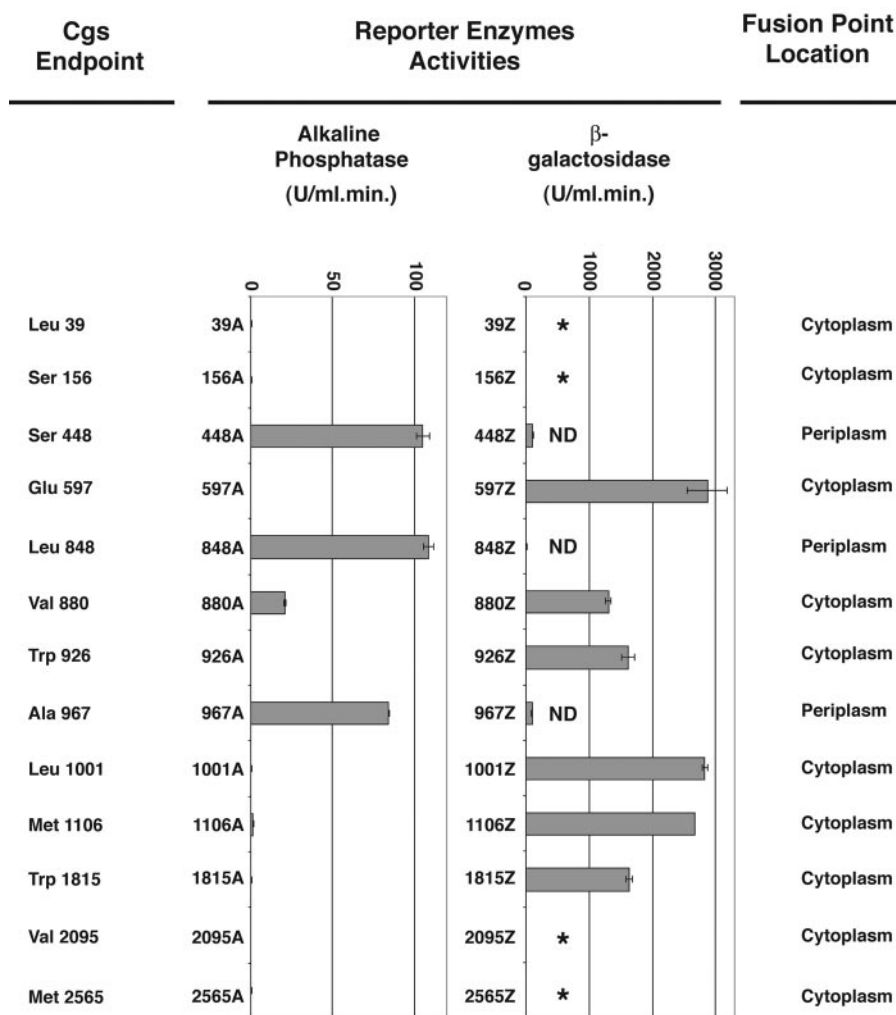 Cgs
Endpoint
Reporter Enzymes
Activities
Fusion Point
Location
Alkaline
Phosphatase
(U/ml.min.)
β-
galactosidase
(U/ml.min.)
0 50 100 0 1000 2000 3000
Leu 39 39A 39Z * Cytoplasm
Ser 156 156A 156Z * Cytoplasm
Ser 448 448A 448Z ND Periplasm
Glu 597 597A 597Z Cytoplasm
Leu 848 848A 848Z ND Periplasm
Val 880 880A 880Z Cytoplasm
Trp 926 926A 926Z Cytoplasm
Ala 967 967A 967Z ND Periplasm
Leu 1001 1001A 1001Z Cytoplasm
Met 1106 1106A 1106Z Cytoplasm
Trp 1815 1815A 1815Z Cytoplasm
Val 2095 2095A 2095Z * Cytoplasm
Met 2565 2565A 2565Z * Cytoplasm